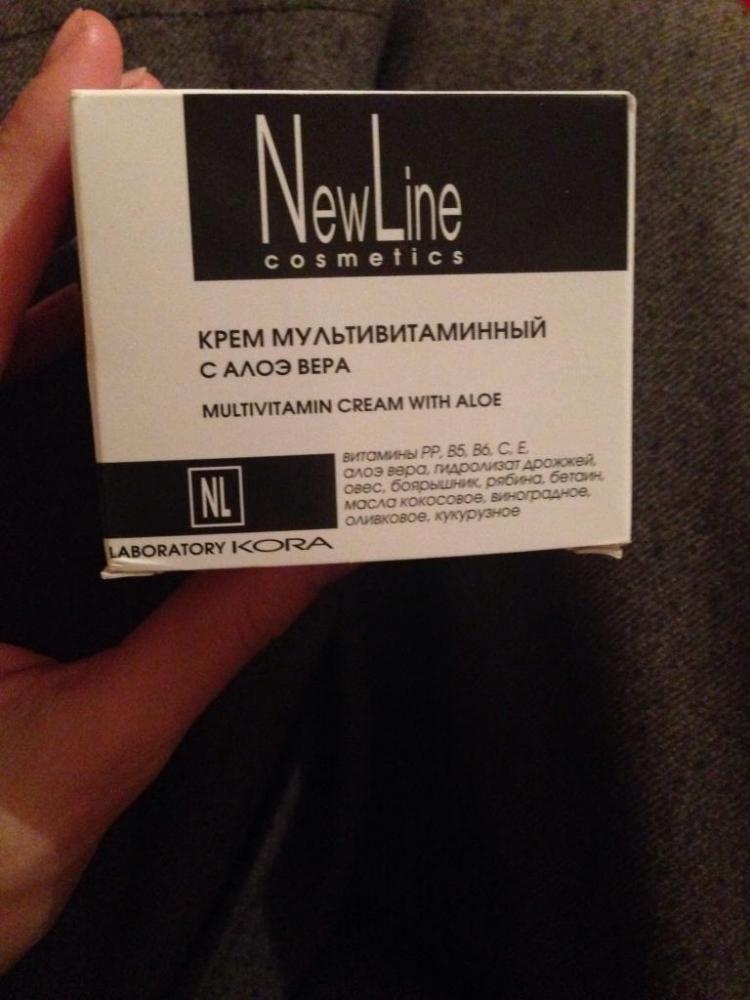 NewLine
cosmetics
КРЕМ МУЛЬТИВИТАМИННЫЙ
С АЛОЭ ВЕРА
MULTIVITAMIN CREAM WITH ALOE
витамины PP, B5, B6, C, E,
алоэ вера, гидролизат дрожжей,
овес, боярышник, рябина, бетаин,
масла кокосовое, виноградное,
оливковое, кукурузное
NL
LABORATORY KORA